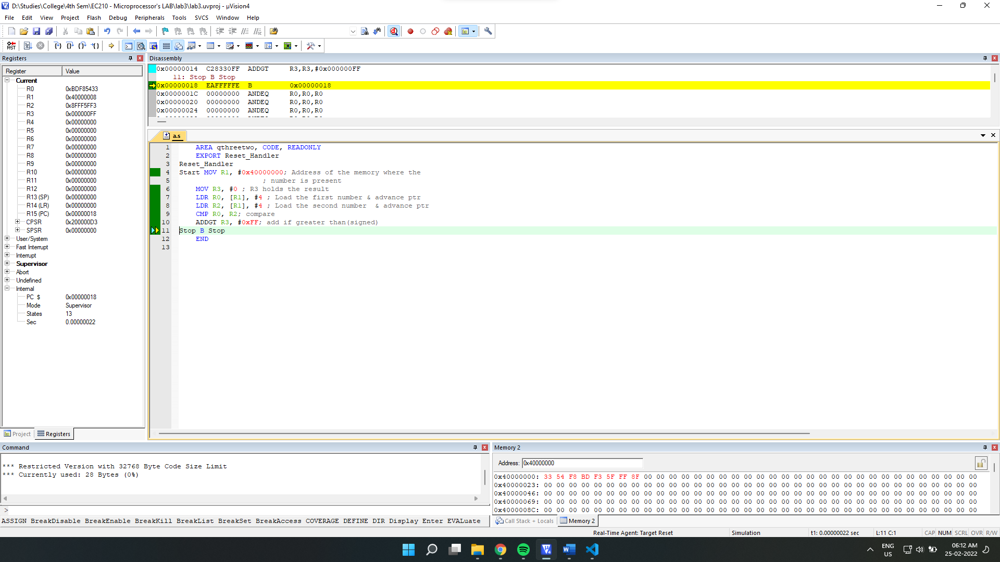 D:\Studies\College\4th Sem\EC210 - Microprocessor's LAB\lab3\lab3.uvproj - µVision4
File Edit View Project Flash Debug Peripherals Tools SVCS Window Help
Registers
Register Value
Current
R0 0xBDF85433
R1 0x40000008
R2 0x8FFF5FF3
R3 0x000000FF
R4 0x00000000
R5 0x00000000
R6 0x00000000
R7 0x00000000
R8 0x00000000
R9 0x00000000
R10 0x00000000
R11 0x00000000
R12 0x00000000
R13 (SP) 0x00000000
R14 (LR) 0x00000000
R15 (PC) 0x00000018
CPSR 0x200000D3
SPSR 0x00000000
User/System
Fast Interrupt
Interrupt
Supervisor
Abort
Undefined
Internal
PC $ 0x00000018
Mode Supervisor
States 13
Sec 0.00000022
Project Registers
Disassembly
0x00000014 C28330FF ADDGT R3,R3,#0x000000FF
11: Stop B Stop
0x00000018 EAFFFFFE B 0x00000018
0x0000001C 00000000 ANDEQ R0,R0,R0
0x00000020 00000000 ANDEQ R0,R0,R0
0x00000024 00000000 ANDEQ R0,R0,R0
a.s
1 AREA qthreetwo, CODE, READONLY
2 EXPORT Reset_Handler
3 Reset_Handler
4 Start MOV R1, #0x40000000; Address of the memory where the
5 ; number is present
6 MOV R3, #0 ; R3 holds the result
7 LDR R0, [R1], #4 ; Load the first number & advance ptr
8 LDR R2, [R1], #4 ; Load the second number & advance ptr
9 CMP R0, R2; compare
10 ADDGT R3, #0xFF; add if greater than(signed)
11 Stop B Stop
12 END
13
Command
*** Restricted Version with 32768 Byte Code Size Limit
*** Currently used: 28 Bytes (0%)
>
ASSIGN BreakDisable BreakEnable BreakKill BreakList BreakSet BreakAccess COVERAGE DEFINE DIR Display Enter EVALuate
Memory 2
Address: 0x40000000
0x40000000: 33 54 F8 BD F3 5F FF 8F 00 00 00 00 00 00 00 00 00 00 00 00 00 00 00 00 00 00 00 00 00 00 00 00 00 00 00
0x40000023: 00 00 00 00 00 00 00 00 00 00 00 00 00 00 00 00 00 00 00 00 00 00 00 00 00 00 00 00 00 00 00 00 00 00 00
0x40000046: 00 00 00 00 00 00 00 00 00 00 00 00 00 00 00 00 00 00 00 00 00 00 00 00 00 00 00 00 00 00 00 00 00 00 00
0x40000069: 00 00 00 00 00 00 00 00 00 00 00 00 00 00 00 00 00 00 00 00 00 00 00 00 00 00 00 00 00 00 00 00 00 00 00
0x4000008C: 00 00 00 00 00 00 00 00 00 00 00 00 00 00 00 00 00 00 00 00 00 00 00 00 00 00 00 00 00 00 00 00 00 00 00
Call Stack + Locals Memory 2
Real-Time Agent: Target Reset Simulation t1: 0.00000022 sec L:11 C:1 CAP NUM SCRL OVR R/W
ENG
US
06:12 AM
25-02-2022